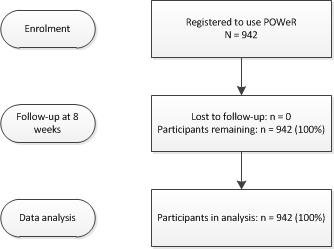 Enrolment
Registered to use POWeR
N = 942
Follow-up at 8
weeks
Lost to follow-up: n = 0
Participants remaining: n = 942 (100%)
Data analysis
Participants in analysis: n = 942 (100%)